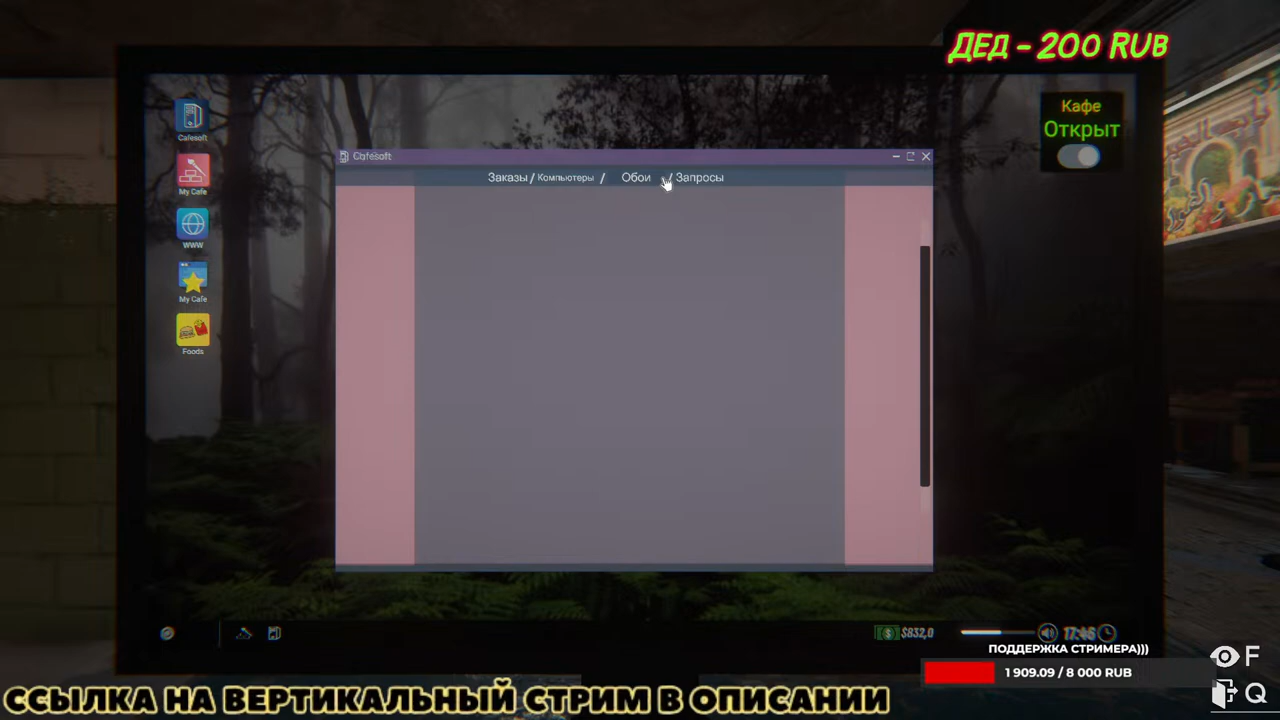 ДЕД - 200 RUB
Кафе
Открыт
Cafesoft
My Cafe
WWW
My Cafe
Foods
Cafesoft
Заказы / Компьютеры / Обои / Запросы
$832,0
17:46
ПОДДЕРЖКА СТРИМЕРА)))
1 909.09 / 8 000 RUB
F
Q
ССЫЛКА НА ВЕРТИКАЛЬНЫЙ СТРИМ В ОПИСАНИИ